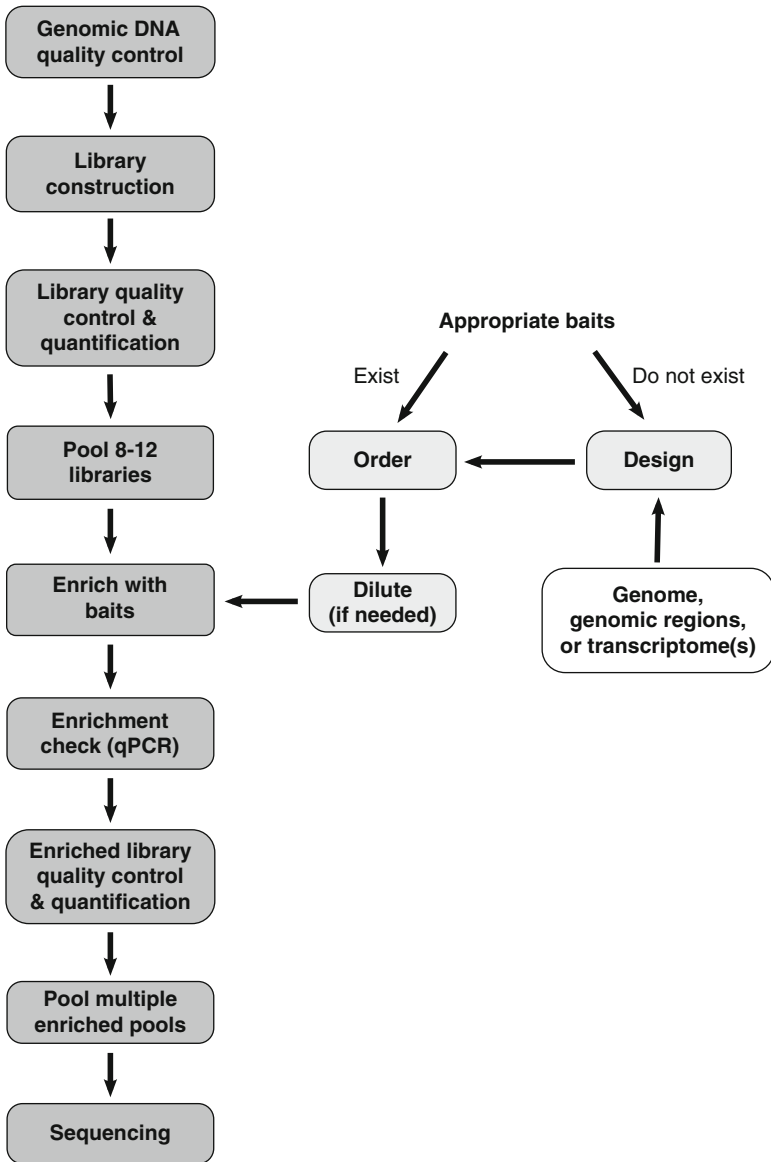 Genomic DNA
quality control
Library
construction
Library quality
control &
quantification
Pool 8-12
libraries
Enrich with
baits
Enrichment
check (qPCR)
Enriched library
quality control
& quantification
Pool multiple
enriched pools
Sequencing
Appropriate baits
Exist
Do not exist
Order
Design
Dilute
(if needed)
Genome,
genomic regions,
or transcriptome(s)